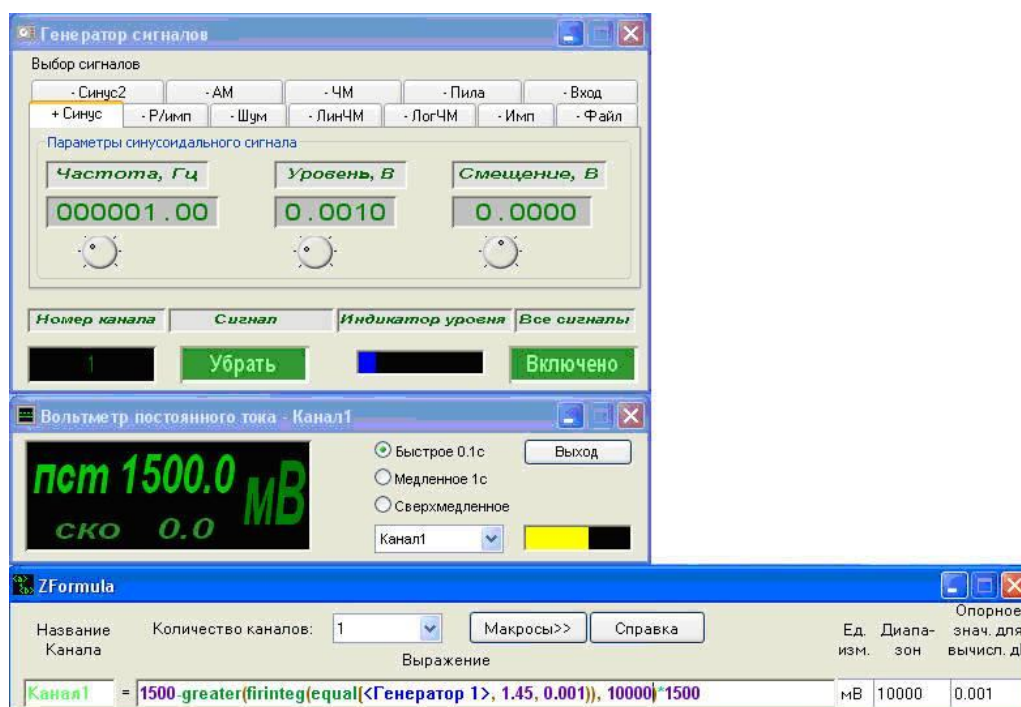 Генератор сигналов
Выбор сигналов
- Синус2 - АМ - ЧМ - Пила - Вход
+ Синус - Р/имп - Шум - ЛинЧМ - ЛогЧМ - Имп - Файл
Параметры синусоидального сигнала
Частота, Гц Уровень, В Смещение, В
000001.00 0.0010 0.0000
Номер канала Сигнал Индикатор уровня Все сигналы
1 Убрать Включено
Вольтметр постоянного тока - Канал1
пст 1500.0 мВ
ско 0.0
Быстрое 0.1с Выход
Медленное 1с
Сверхмедленное
Канал1
ZFormula
Название Канала Количество каналов: 1 Макросы>> Справка Ед. изм. Диапа-зон Опорное знач. для вычисл. д
Выражение
Канал1 = 1500-greater(firinteg(equal(<Генератор 1>, 1.45, 0.001)), 10000)*1500 мВ 10000 0.001